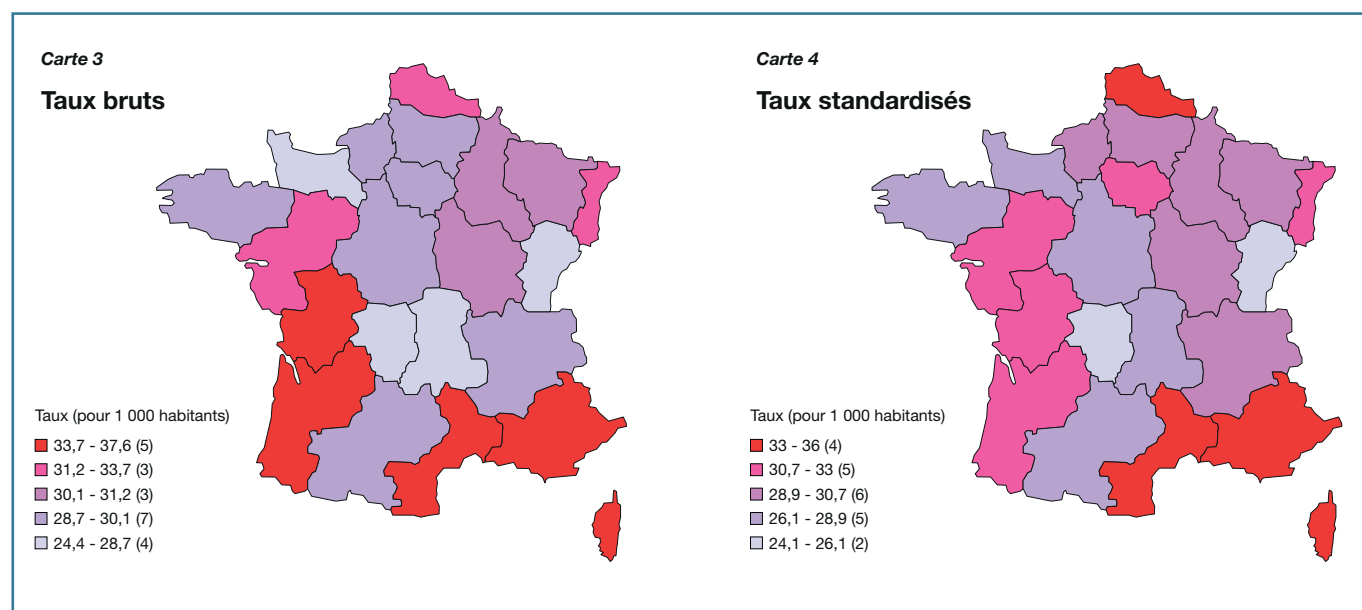 Carte 3
Taux bruts
Taux (pour 1 000 habitants)
33,7 - 37,6 (5)
31,2 - 33,7 (3)
30,1 - 31,2 (3)
28,7 - 30,1 (7)
24,4 - 28,7 (4)
Carte 4
Taux standardisés
Taux (pour 1 000 habitants)
33 - 36 (4)
30,7 - 33 (5)
28,9 - 30,7 (6)
26,1 - 28,9 (5)
24,1 - 26,1 (2)